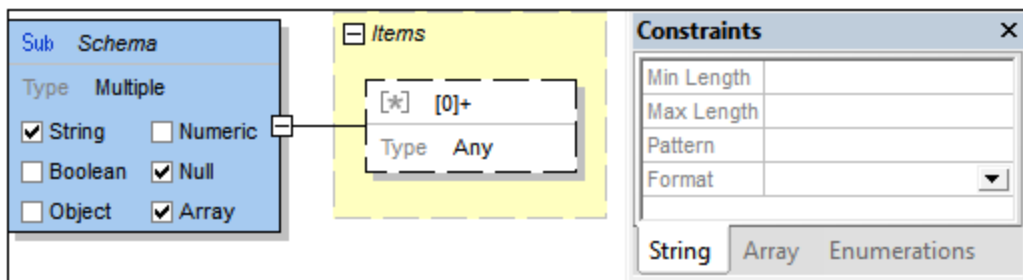 Sub Schema
Type Multiple
String Numeric
Boolean Null
Object Array
Items
[*] [0]+
Type Any
Constraints
Min Length
Max Length
Pattern
Format
String Array Enumerations